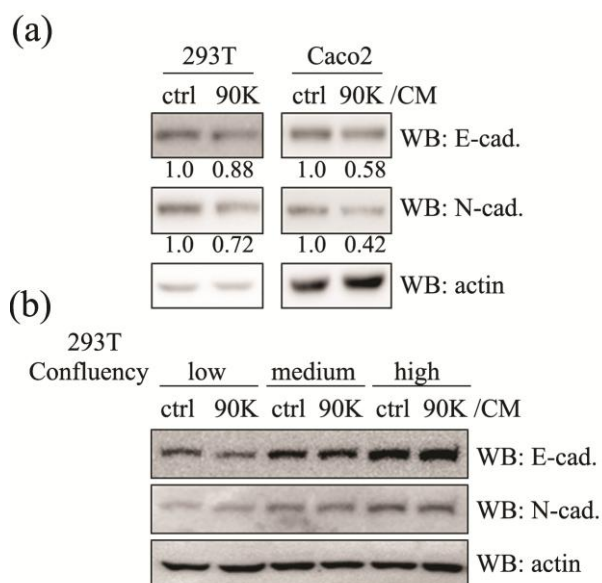 (a)
293T Caco2
ctrl 90K ctrl 90K /CM
WB: E-cad.
1.0 0.88 1.0 0.58
WB: N-cad.
1.0 0.72 1.0 0.42
WB: actin
(b)
293T
Confluency low medium high
ctrl 90K ctrl 90K ctrl 90K /CM
WB: E-cad.
WB: N-cad.
WB: actin